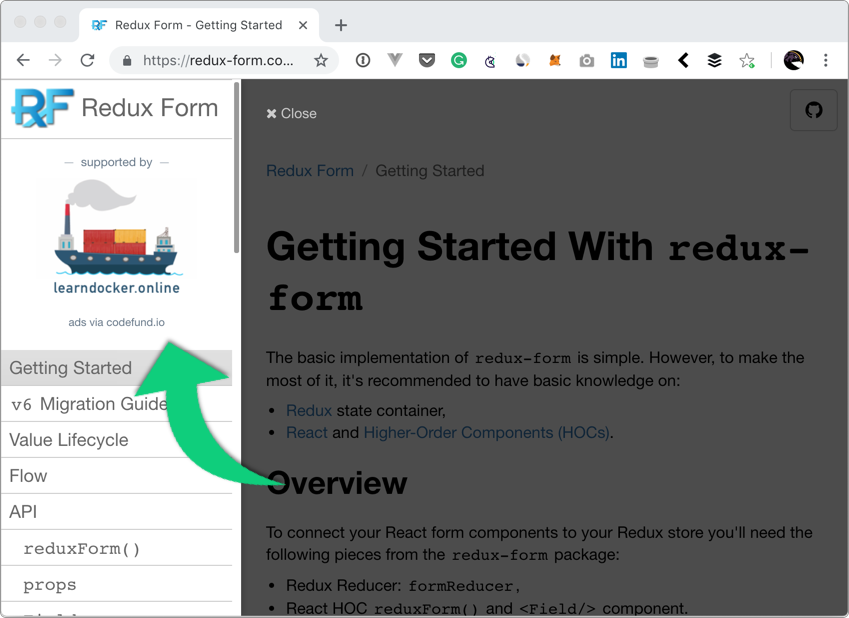 Redux Form - Getting Started
https://redux-form.co...
RF Redux Form
— supported by —
learndocker.online
ads via codefund.io
Getting Started
v6 Migration Guide
Value Lifecycle
Flow
API
reduxForm()
props
✖ Close
Redux Form / Getting Started
Getting Started With redux-
form
The basic implementation of redux-form is simple. However, to make the
most of it, it's recommended to have basic knowledge on:
• Redux state container,
• React and Higher-Order Components (HOCs).
Overview
To connect your React form components to your Redux store you'll need the
following pieces from the redux-form package:
• Redux Reducer: formReducer,
• React HOC reduxForm() and <Field/> component.